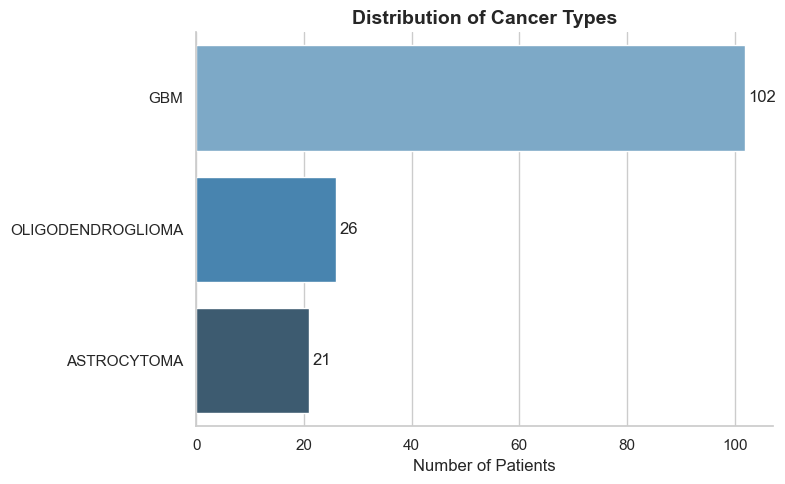 Distribution of Cancer Types
GBM
102
OLIGODENDROGLIOMA
26
ASTROCYTOMA
21
0 20 40 60 80 100
Number of Patients